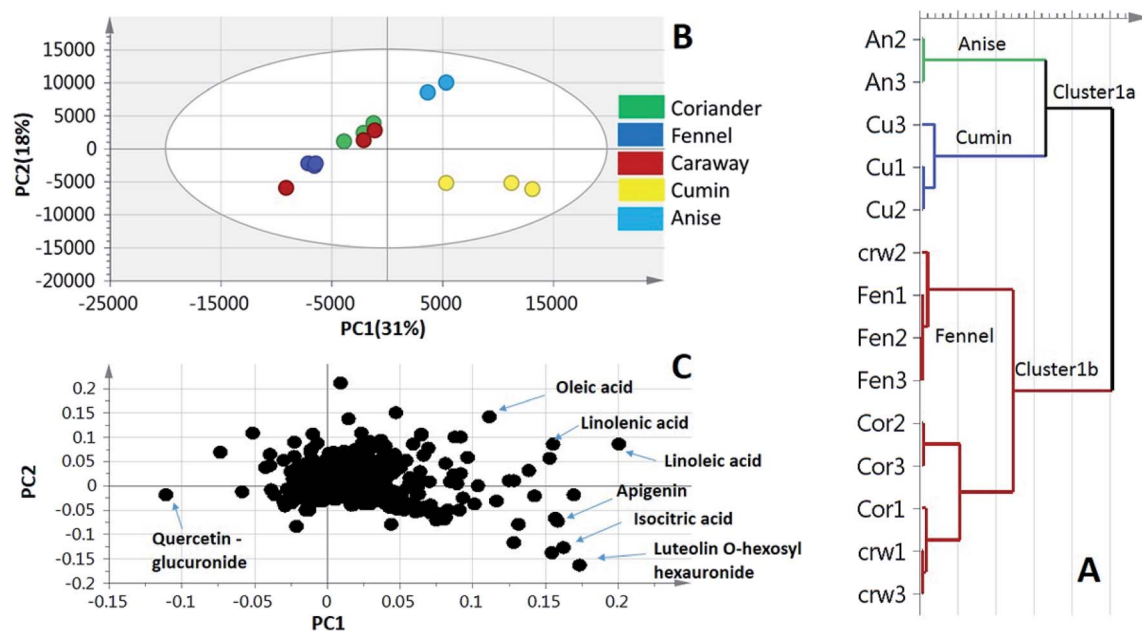 B
15000
10000
5000
0
-5000
-10000
-15000
-20000
PC2(18%)
-25000
-15000
-5000
5000
15000
PC1(31%)
Coriander
Fennel
Caraway
Cumin
Anise
C
0.2
0.15
0.1
0.05
0
-0.05
-0.1
-0.15
-0.2
PC2
Oleic acid
Linolenic acid
Linoleic acid
Apigenin
Isocitric acid
Luteolin O-hexosyl
hexauronide
Quercetin -
glucuronide
-0.15
-0.1
-0.05
0
0.05
0.1
0.15
0.2
PC1
An2
An3
Cu3
Cu1
Cu2
crw2
Fen1
Fen2
Fen3
Cor2
Cor3
Cor1
crw1
crw3
Anise
Cluster1a
Cumin
Fennel
Cluster1b
A